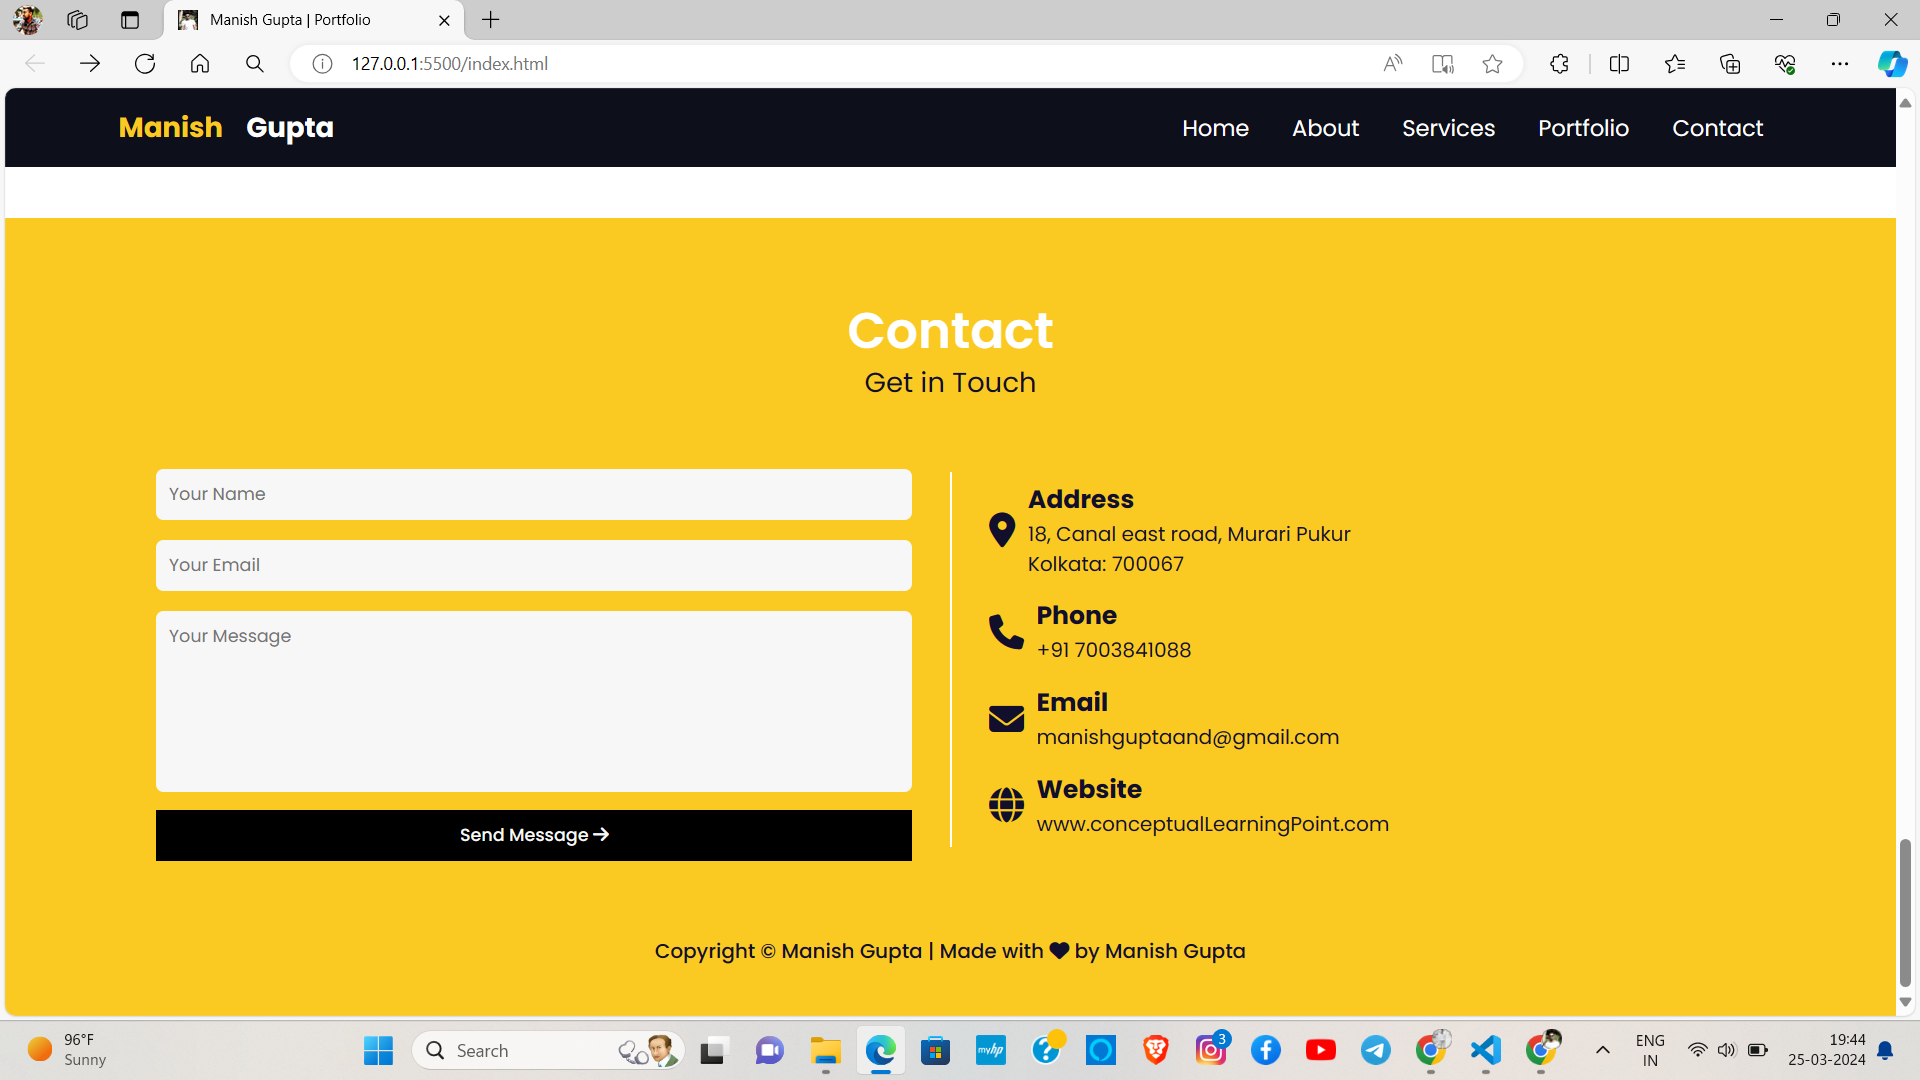 Manish Gupta | Portfolio
127.0.0.1:5500/index.html
Manish Gupta
Home About Services Portfolio Contact
Contact
Get in Touch
Your Name
Your Email
Your Message
Send Message
Address
18, Canal east road, Murari Pukur
Kolkata: 700067
Phone
+91 7003841088
Email
manishguptaand@gmail.com
Website
www.conceptualLearningPoint.com
Copyright © Manish Gupta | Made with ❤ by Manish Gupta
96°F
Sunny
Search
myhp
3
ENG
IN
19:44
25-03-2024